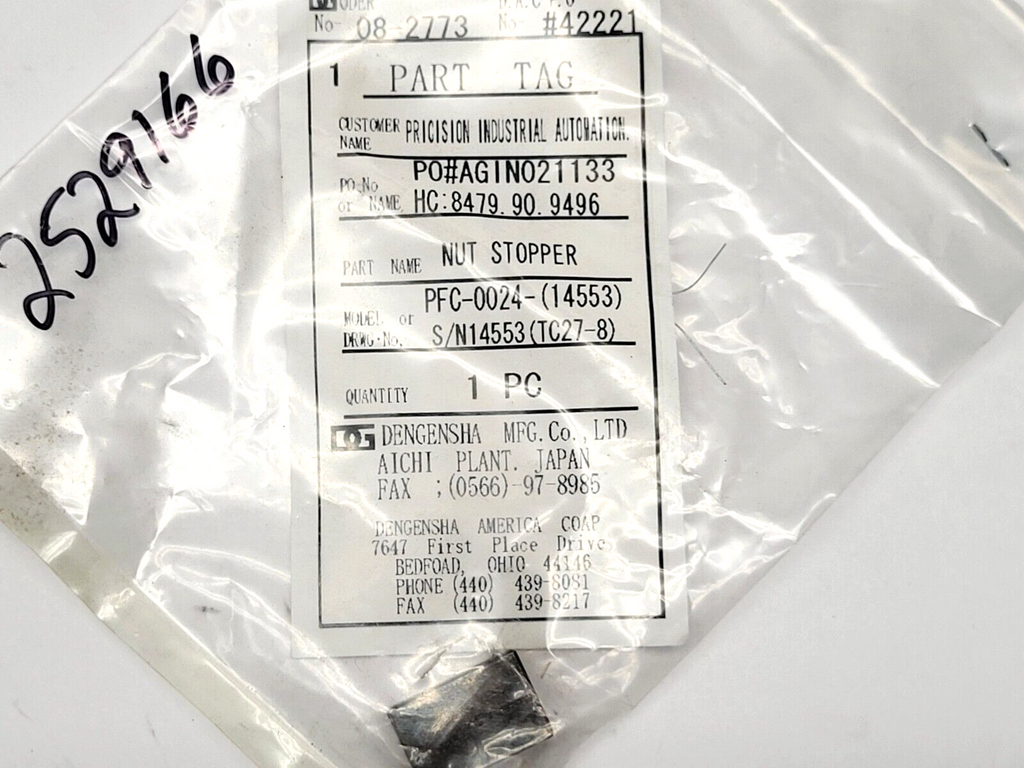 ODER
No- 08-2773 No- #42221
1 PART TAG
CUSTOMER NAME PRICISION INDUSTRIAL AUTOMATION.
PO#AGIN021133
PO-No or NAME HC:8479.90.9496
PART NAME NUT STOPPER
PFC-0024-(14553)
MODEL or DRWG·No. S/N14553(TC27-8)
QUANTITY 1 PC
DG DENGENSHA MFG.Co.,LTD
AICHI PLANT. JAPAN
FAX ;(0566)-97-8985
DENGENSHA AMERICA COAP
7647 First Place Drive
BEDFOAD, OHIO 44146
PHONE (440) 439-8081
FAX (440) 439-8217
2529166